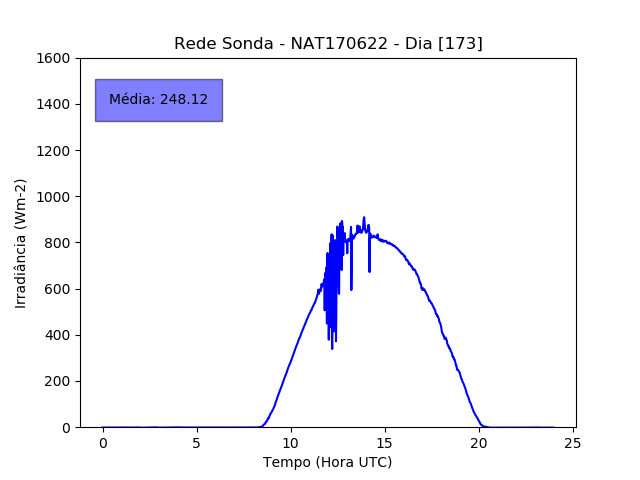 Rede Sonda - NAT170622 - Dia [173]
1600
1400
1200
1000
800
600
400
200
0
Irradiância (Wm-2)
Média: 248.12
0 5 10 15 20 25
Tempo (Hora UTC)